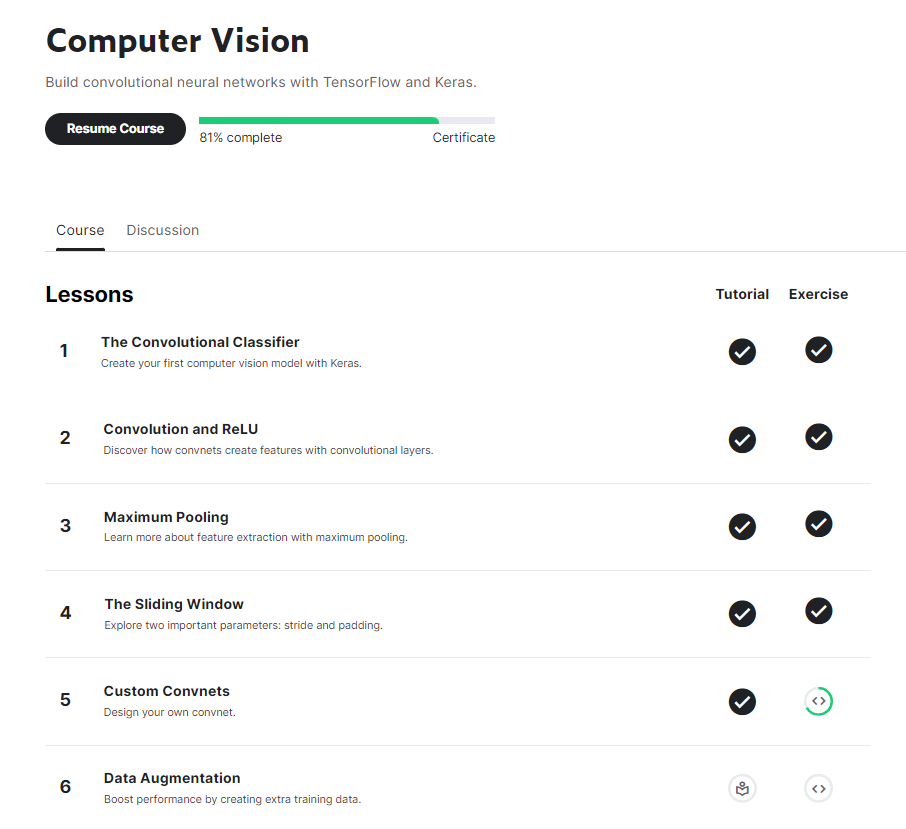 Computer Vision
Build convolutional neural networks with TensorFlow and Keras.
Resume Course
81% complete Certificate
Course Discussion
Lessons Tutorial Exercise
1 The Convolutional Classifier
Create your first computer vision model with Keras.
2 Convolution and ReLU
Discover how convnets create features with convolutional layers.
3 Maximum Pooling
Learn more about feature extraction with maximum pooling.
4 The Sliding Window
Explore two important parameters: stride and padding.
5 Custom Convnets
Design your own convnet.
6 Data Augmentation
Boost performance by creating extra training data.